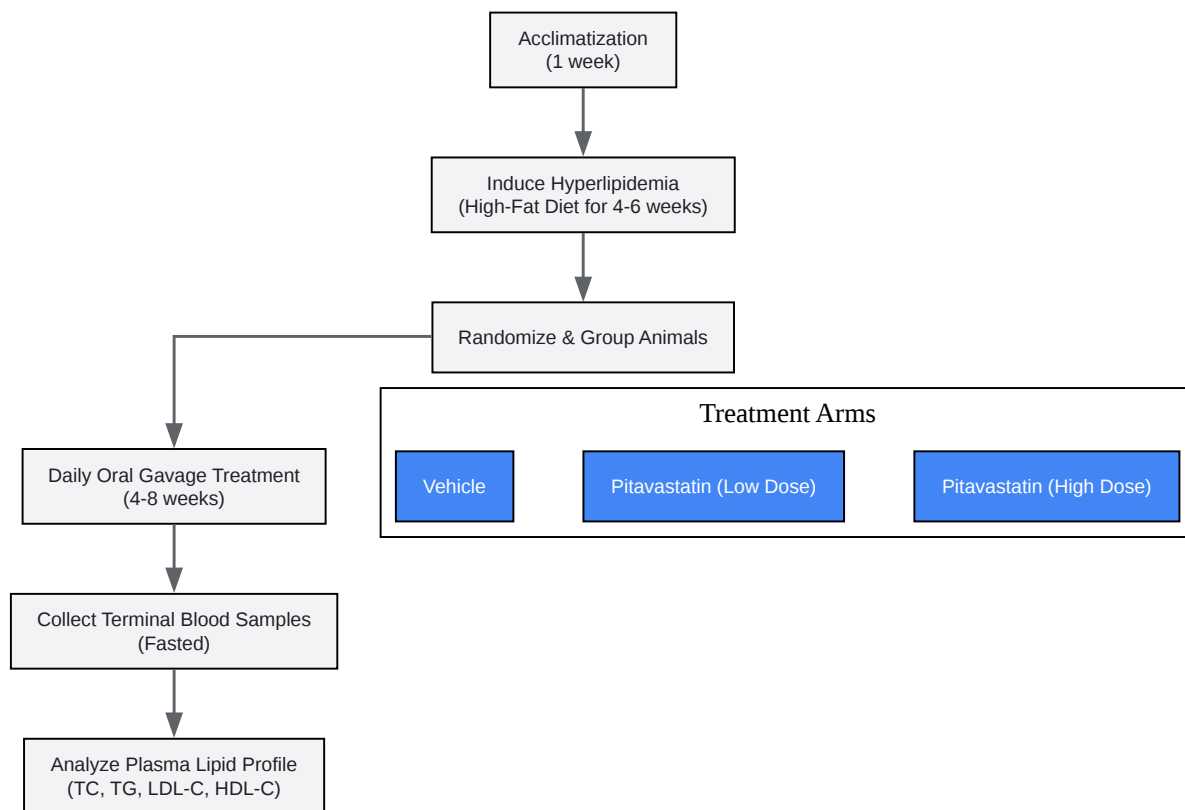 Acclimatization
(1 week)
Induce Hyperlipidemia
(High-Fat Diet for 4-6 weeks)
Randomize & Group Animals
Treatment Arms
Vehicle
Pitavastatin (Low Dose)
Pitavastatin (High Dose)
Daily Oral Gavage Treatment
(4-8 weeks)
Collect Terminal Blood Samples
(Fasted)
Analyze Plasma Lipid Profile
(TC, TG, LDL-C, HDL-C)